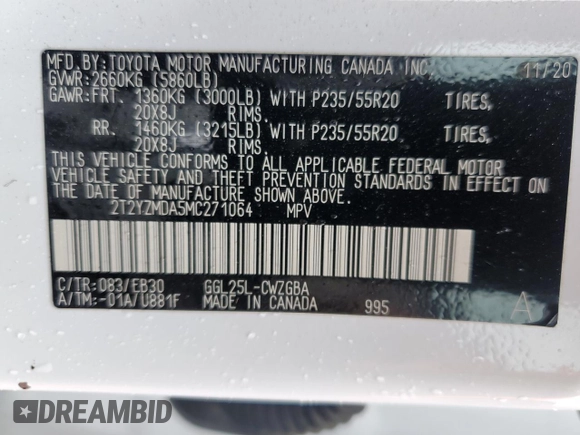 MFD.BY:TOYOTA MOTOR MANUFACTURING CANADA INC. 11/20
GVWR:2660KG (5860LB)
GAWR:FRT. 1360KG (3000LB) WITH P235/55R20 TIRES,
20X8J RIMS.
RR. 1460KG (3215LB) WITH P235/55R20 TIRES,
20X8J RIMS.
THIS VEHICLE CONFORMS TO ALL APPLICABLE FEDERAL MOTOR
VEHICLE SAFETY AND THEFT PREVENTION STANDARDS IN EFFECT ON
THE DATE OF MANUFACTURE SHOWN ABOVE.
2T2YZMDA5MC271064 MPV
C/TR:083/EB30 GGL25L-CWZGBA
A/TM:-01A/U881F MADE IN CANADA 995 A
DREAMBID